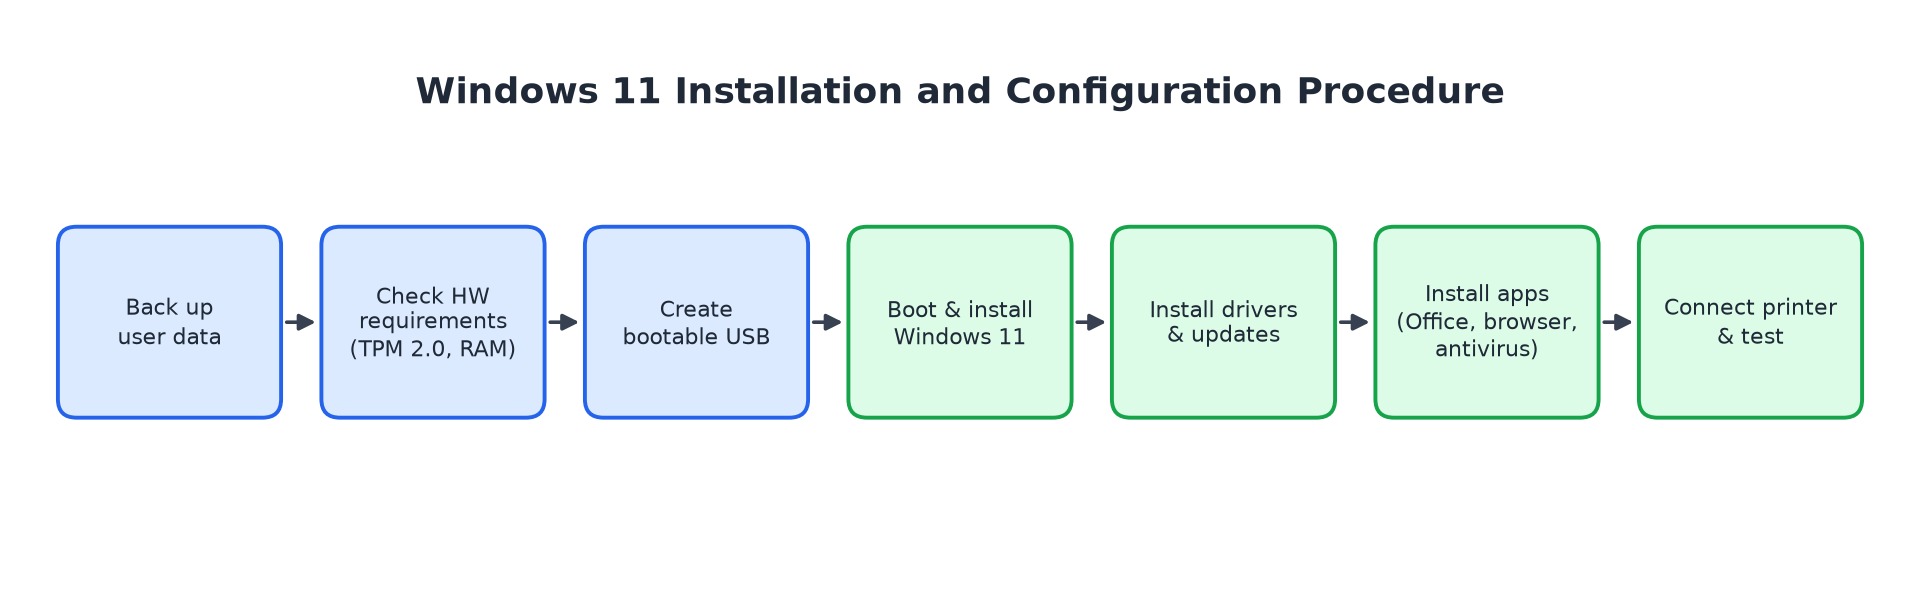 Windows 11 Installation and Configuration Procedure
Back up
user data
Check HW
requirements
(TPM 2.0, RAM)
Create
bootable USB
Boot & install
Windows 11
Install drivers
& updates
Install apps
(Office, browser,
antivirus)
Connect printer
& test